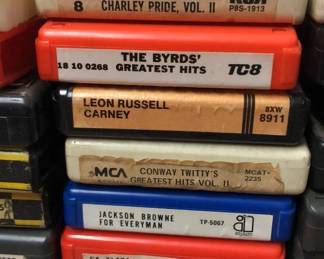 8
CHARLEY PRIDE, VOL. II
RCA
P8S-1913
THE BYRDS'
18 10 0268 GREATEST HITS
TC8
LEON RUSSELL
CARNEY
8XW
8911
MCA
CONWAY TWITTY'S
GREATEST HITS VOL. II
MCAT-
2235
JACKSON BROWNE
FOR EVERYMAN
TP-5067